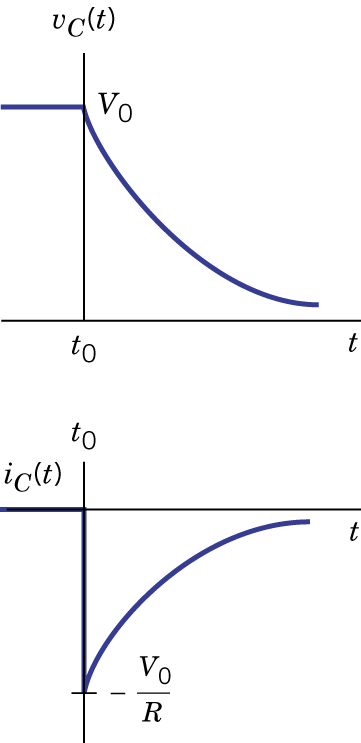 v_C(t)
V_0
t_0
t
t_0
i_C(t)
t
− V_0/R